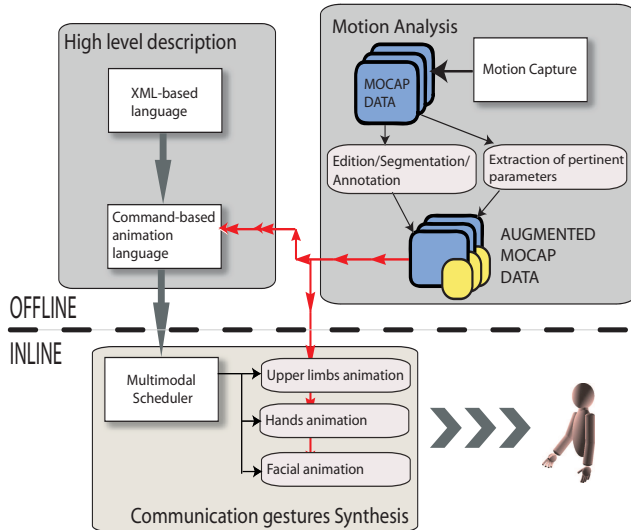 High level description
XML-based
language
Command-based
animation
language
Motion Analysis
MOCAP
DATA
Motion Capture
Edition/Segmentation/
Annotation
Extraction of pertinent
parameters
AUGMENTED
MOCAP
DATA
OFFLINE
INLINE
Multimodal
Scheduler
Upper limbs animation
Hands animation
Facial animation
Communication gestures Synthesis